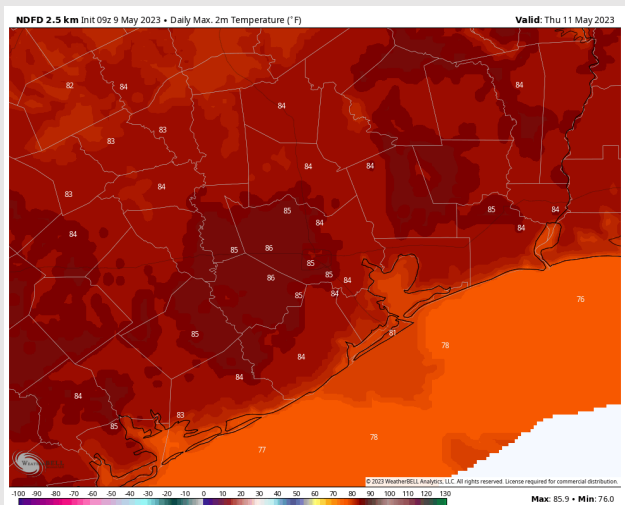 NDFD 2.5 km Init 09z 9 May 2023 • Daily Max. 2m Temperature (°F)
Valid: Thu 11 May 2023
82 84 84
84
83
83
84 84
84
83
85 85 84
84 84
84
85 86
85
86 85 84
85 84
76
81
85
78
84
84
84
83
85
78
77
© 2023 WeatherBELL Analytics, LLC. All rights reserved. License required for commercial distribution.
-100 -90 -80 -70 -60 -50 -40 -30 -20 -10 0 10 20 30 40 50 60 70 80 90 100 110 120 130
Max: 85.9 • Min: 76.0